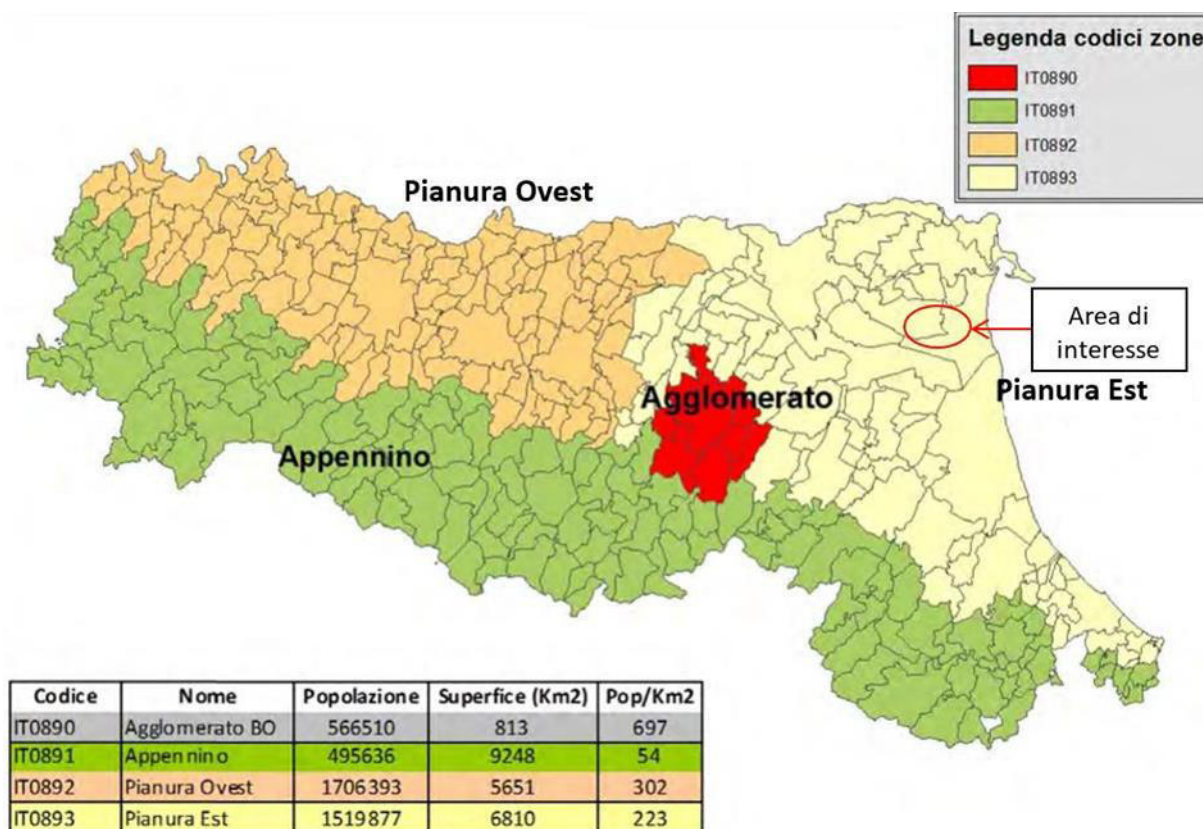 Legenda codici zone
IT0890
IT0891
IT0892
IT0893
Pianura Ovest
Area di
interesse
Pianura Est
Agglomerato
Appennino
Codice Nome Popolazione Superfice (Km2) Pop/Km2
IT0890 Agglomerato BO 566510 813 697
IT0891 Appennino 495636 9248 54
IT0892 Pianura Ovest 1706393 5651 302
IT0893 Pianura Est 1519877 6810 223